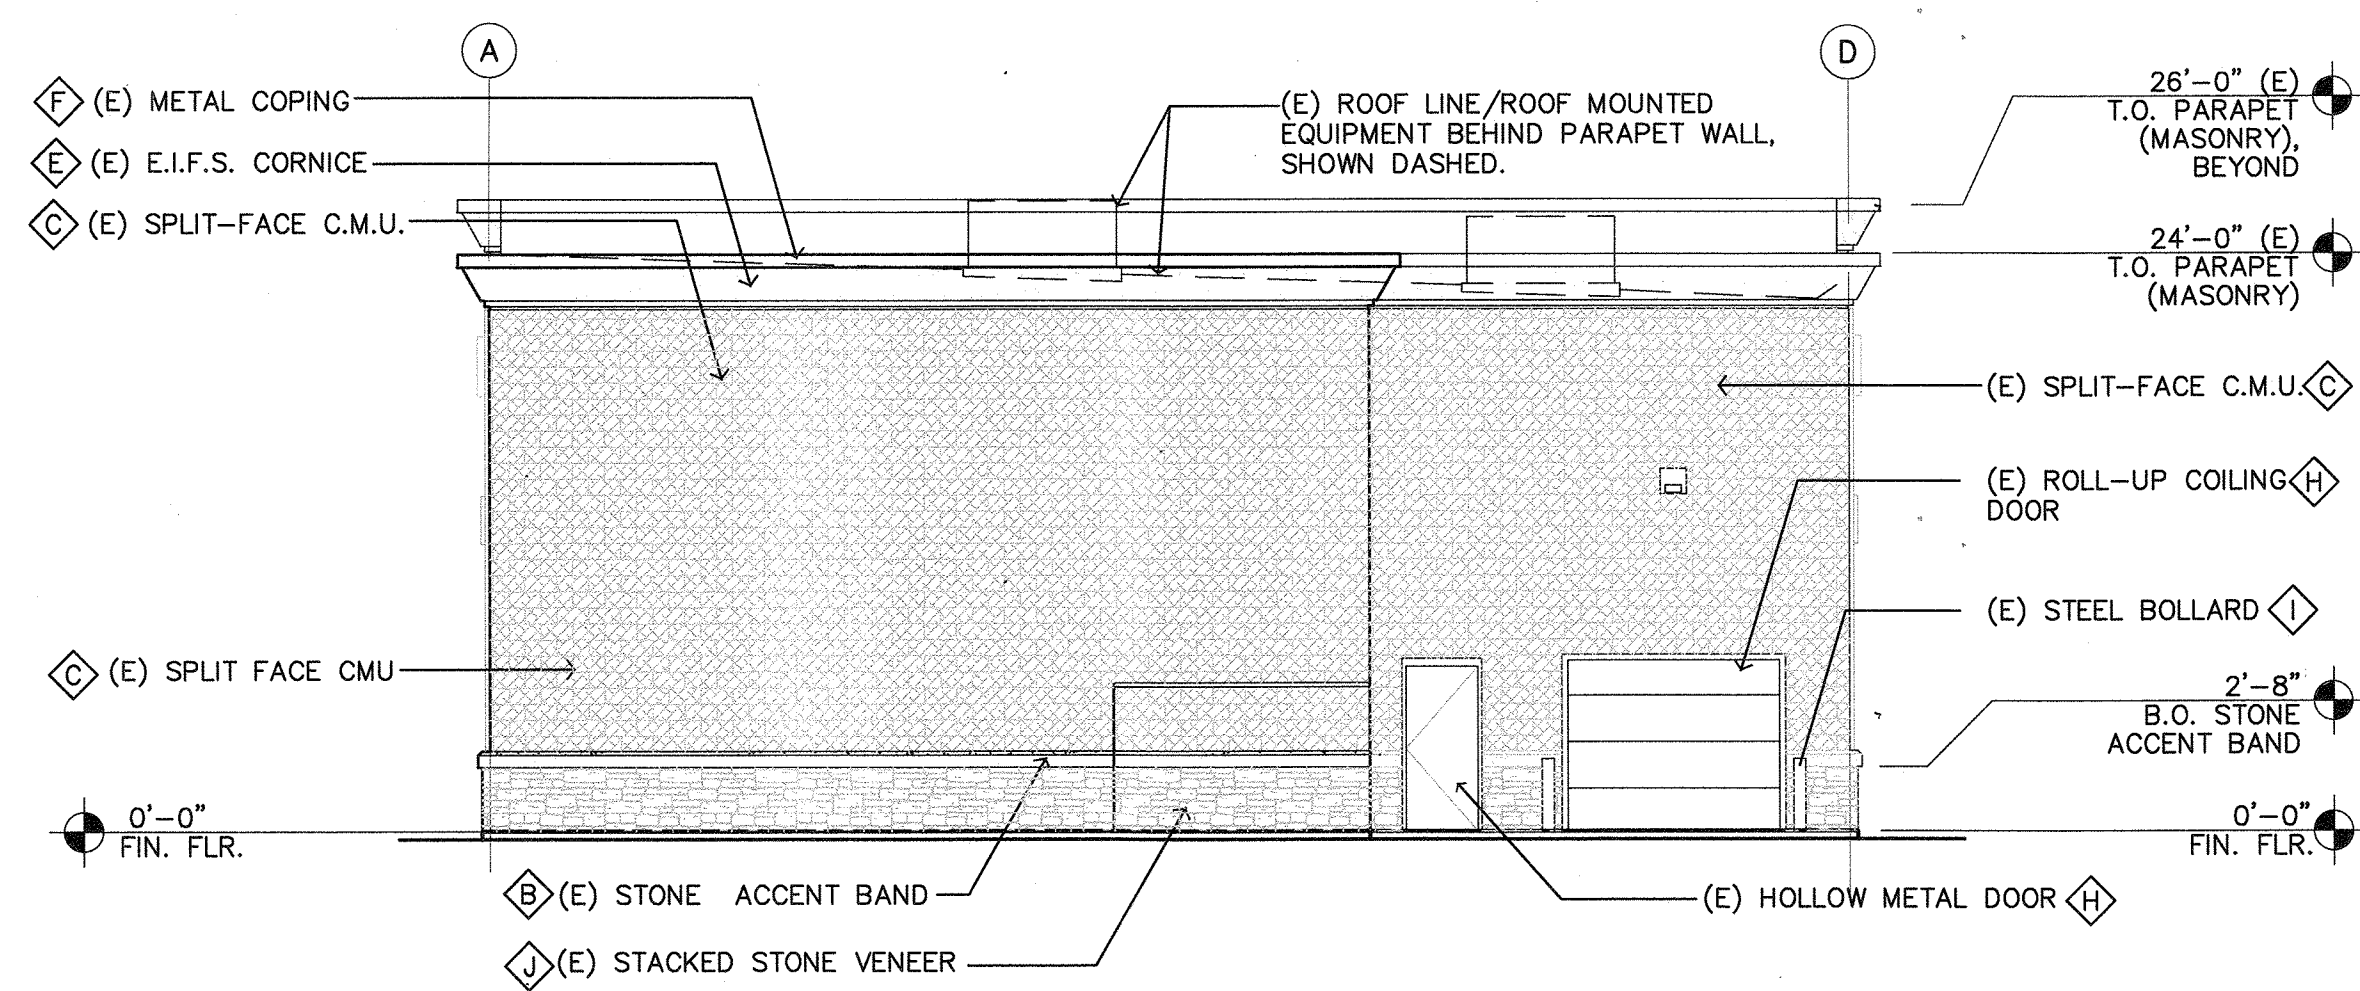 A
D
F (E) METAL COPING
E (E) E.I.F.S. CORNICE
C (E) SPLIT-FACE C.M.U.
(E) ROOF LINE/ROOF MOUNTED
EQUIPMENT BEHIND PARAPET WALL,
SHOWN DASHED.
26'-0" (E)
T.O. PARAPET
(MASONRY),
BEYOND
24'-0" (E)
T.O. PARAPET
(MASONRY)
(E) SPLIT-FACE C.M.U. C
(E) ROLL-UP COILING H
DOOR
(E) STEEL BOLLARD I
C (E) SPLIT FACE CMU
2'-8"
B.O. STONE
ACCENT BAND
0'-0"
FIN. FLR.
0'-0"
FIN. FLR.
B (E) STONE ACCENT BAND
(E) HOLLOW METAL DOOR H
J (E) STACKED STONE VENEER